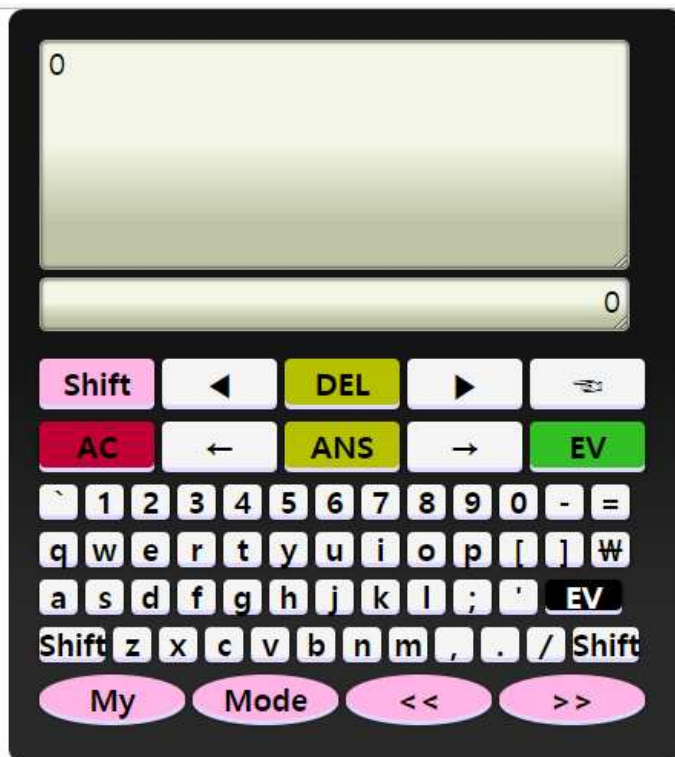 0
0
Shift ◀ DEL ▶ ☜
AC ← ANS → EV
` 1 2 3 4 5 6 7 8 9 0 - =
q w e r t y u i o p [ ] ₩
a s d f g h j k l ; ' EV
Shift z x c v b n m , . / Shift
My Mode << >>